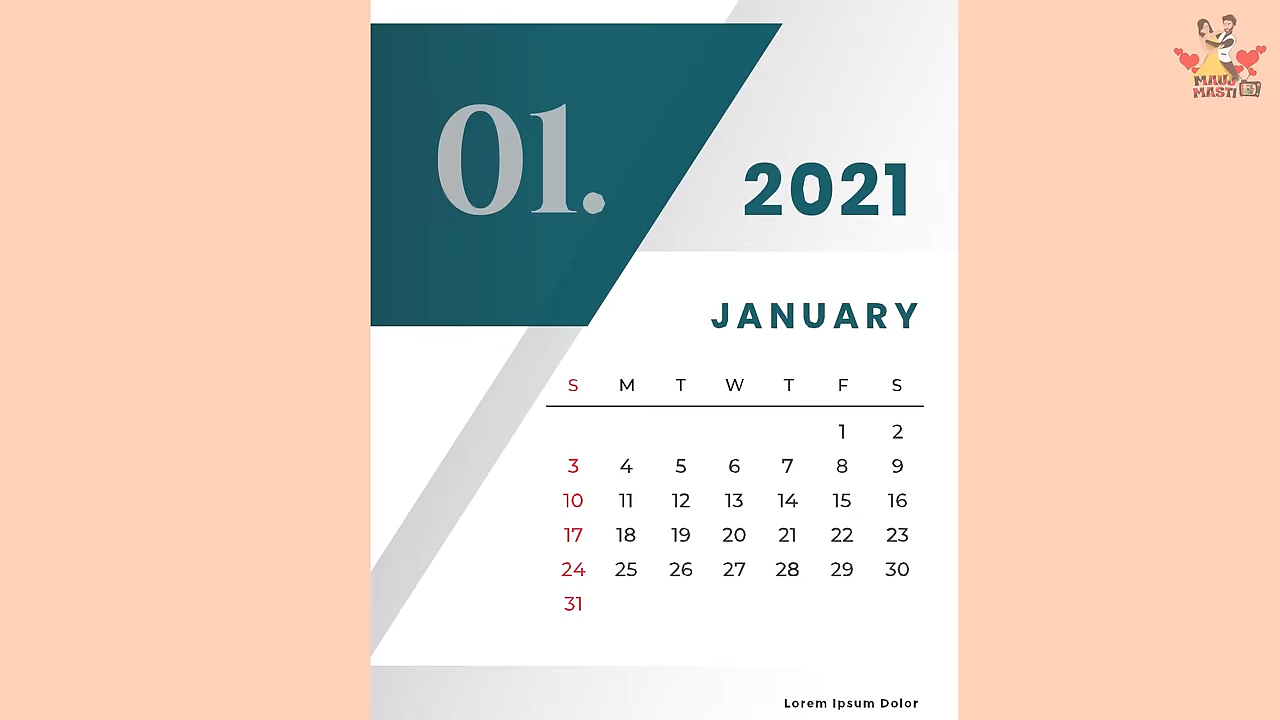 MAUJ
MASTI
01.
2021
JANUARY
S M T W T F S
1 2
3 4 5 6 7 8 9
10 11 12 13 14 15 16
17 18 19 20 21 22 23
24 25 26 27 28 29 30
31
Lorem Ipsum Dolor